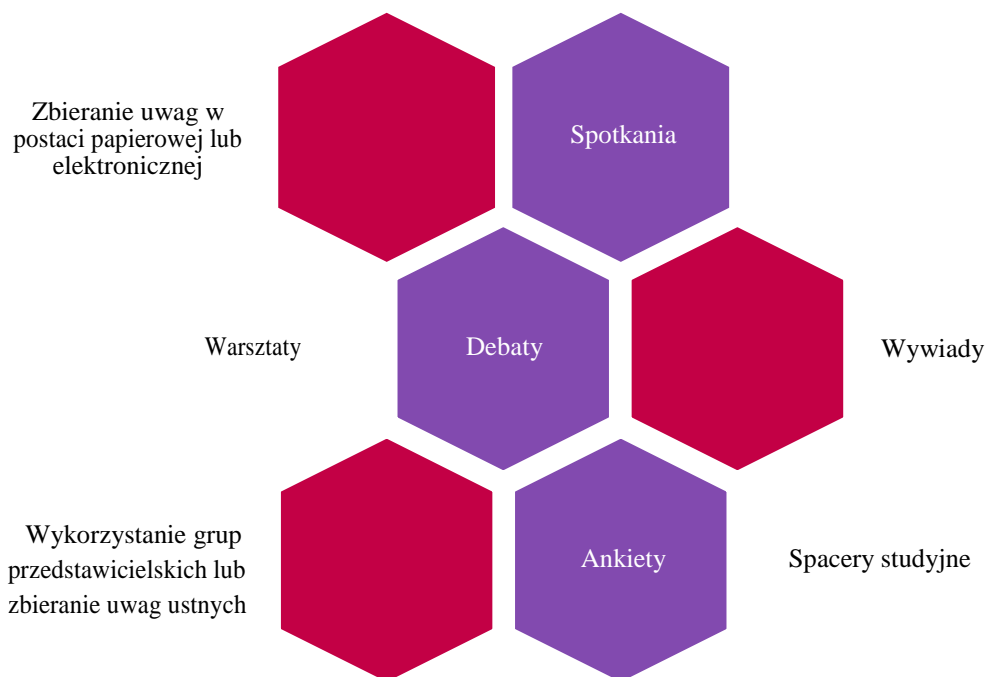 Zbieranie uwag w
postaci papierowej lub
elektronicznej
Spotkania
Warsztaty
Debaty
Wywiady
Wykorzystanie grup
przedstawicielskich lub
zbieranie uwag ustnych
Ankiety
Spacery studyjne